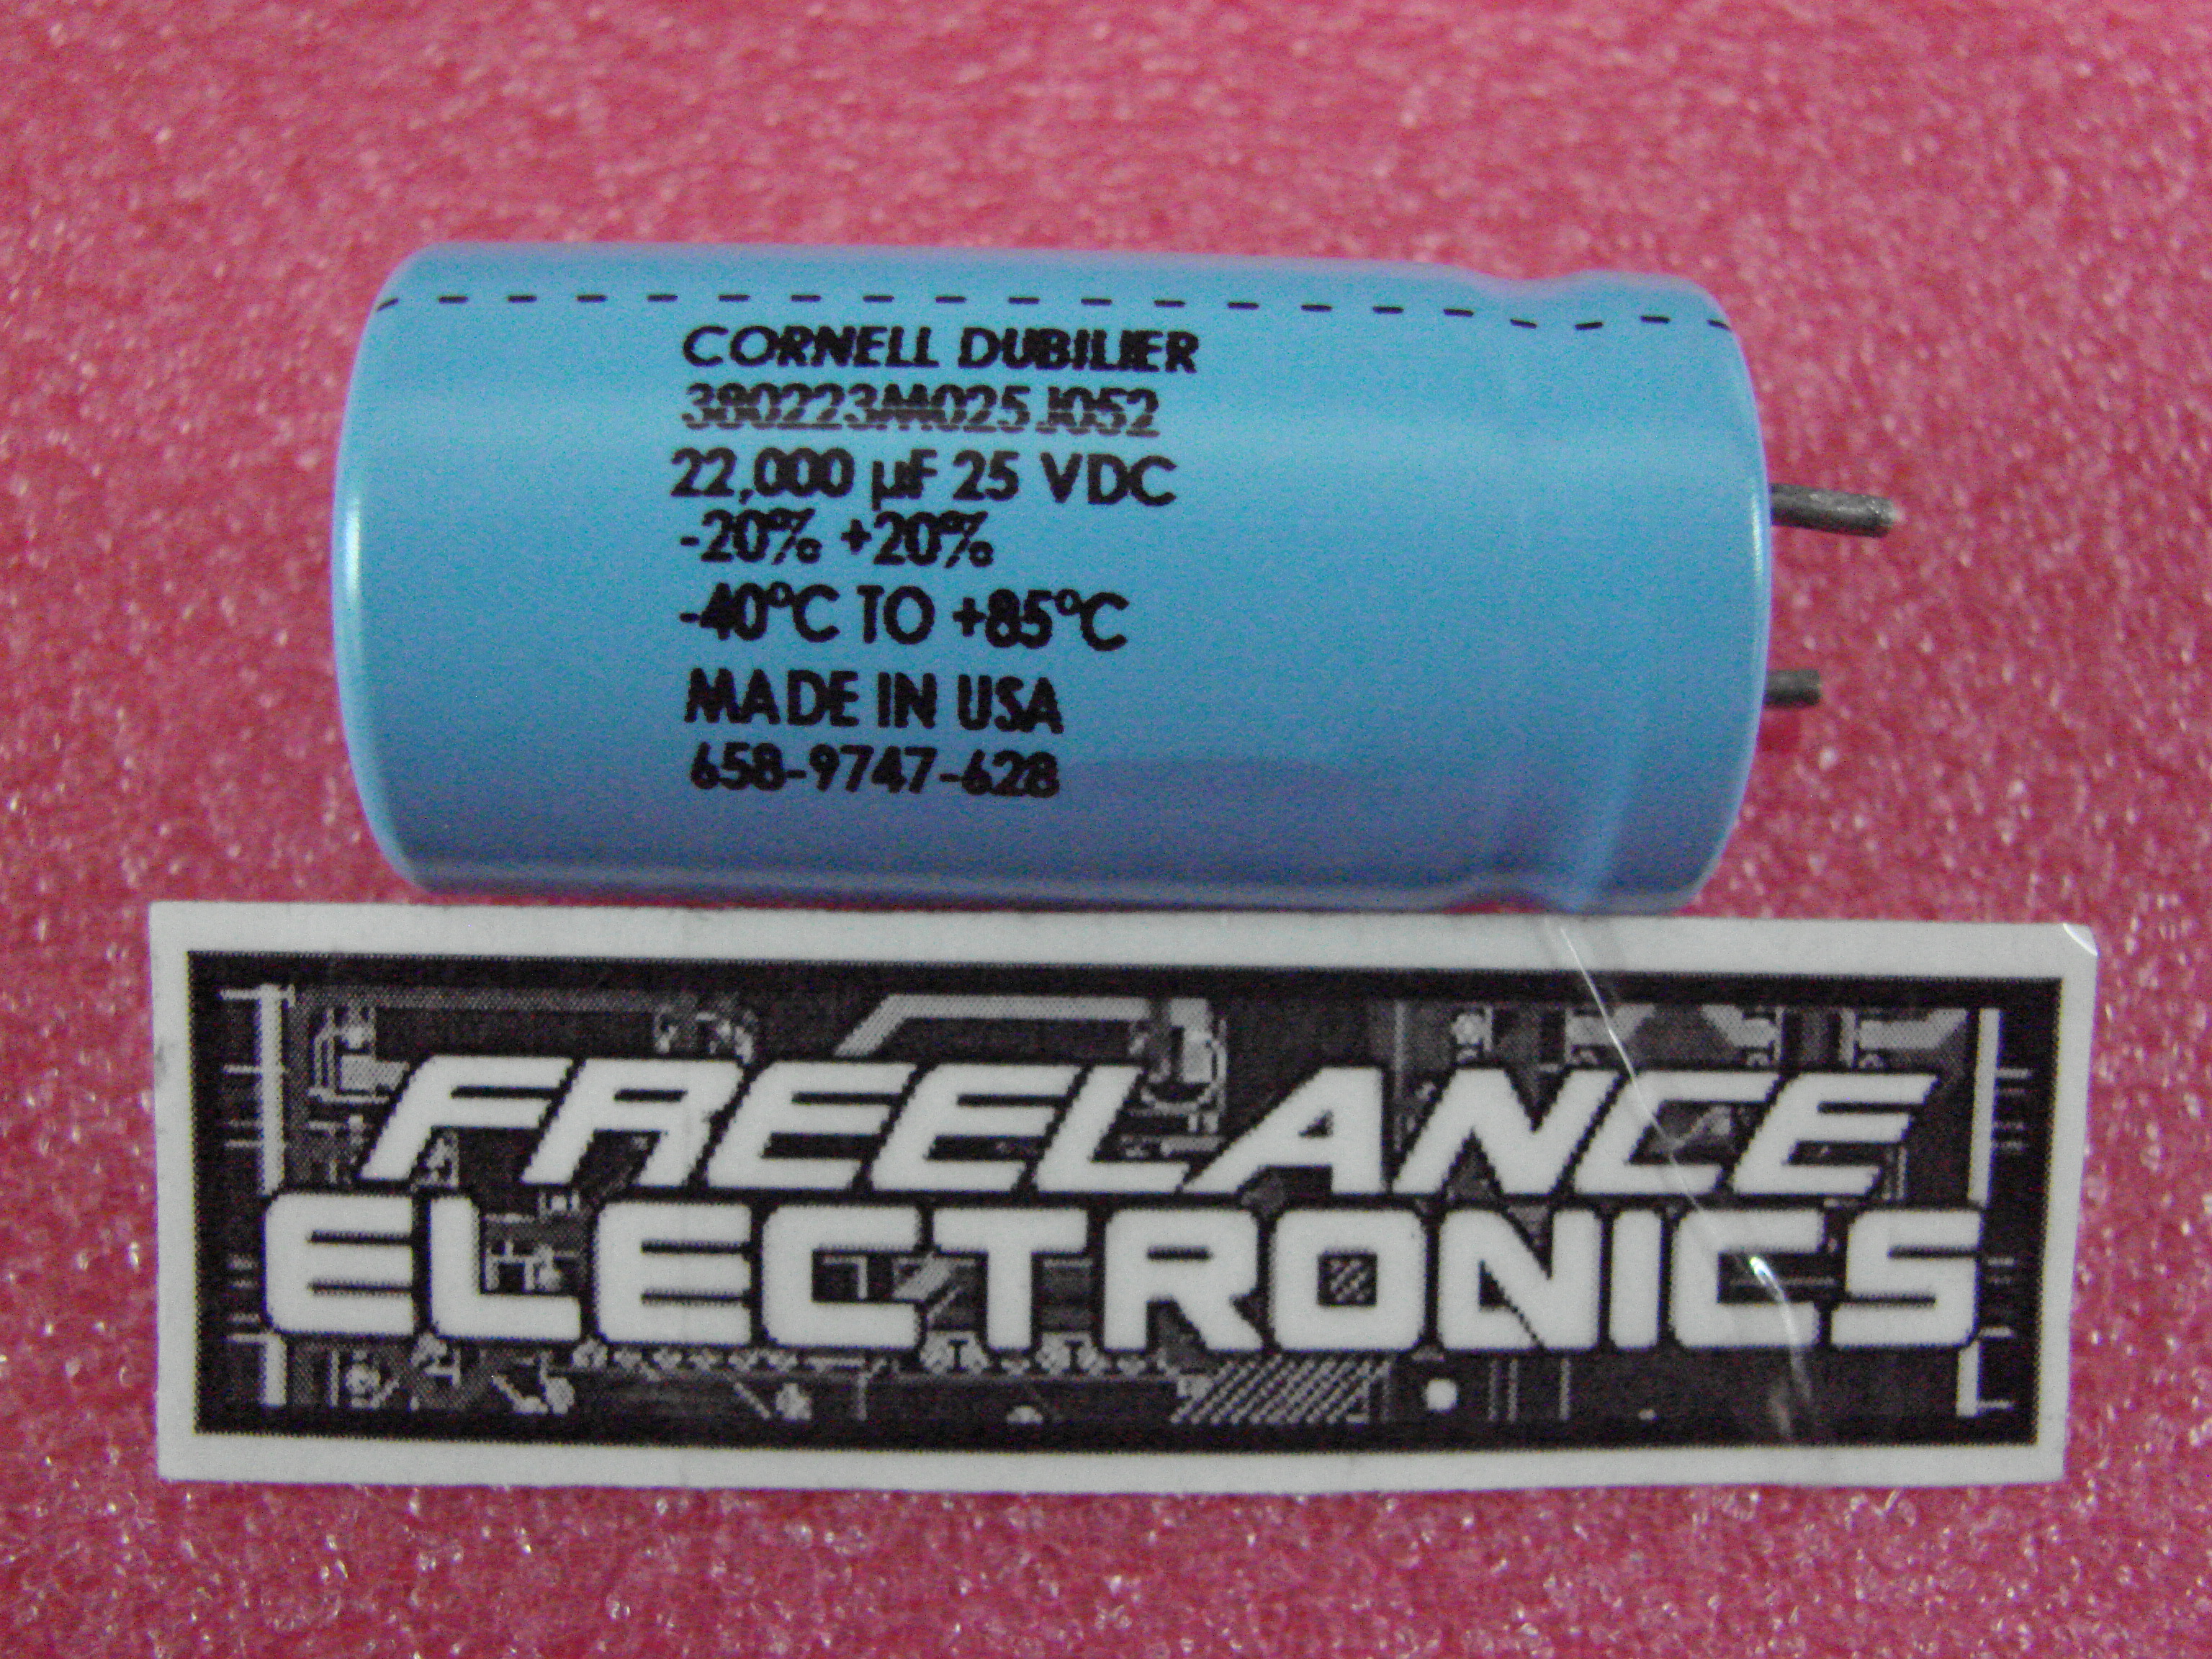 CORNELL DUBILIER
380223M025J052
22,000 µF 25 VDC
-20% +20%
-40°C TO +85°C
MADE IN USA
658-9747-628
FREELANCE
ELECTRONICS